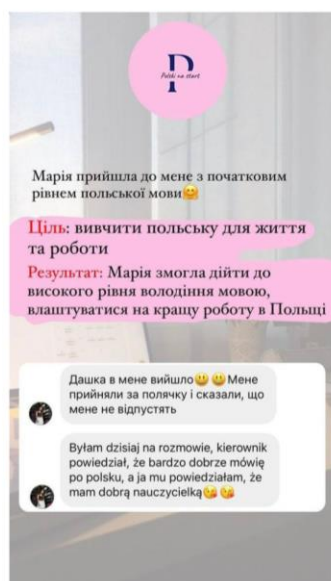 P
Polski na start
Марія прийшла до мене з початковим
рівнем польської мови🤗
Ціль: вивчити польську для життя
та роботи
Результат: Марія змогла дійти до
високого рівня володіння мовою,
влаштуватися на кращу роботу в Польщі
Дашка в мене вийшло😃😃Мене
прийняли за полячку і сказали, що
мене не відпустять
Byłam dzisiaj na rozmowie, kierownik
powiedział, że bardzo dobrze mówię
po polsku, a ja mu powiedziałam, że
mam dobrą nauczycielką😘😘